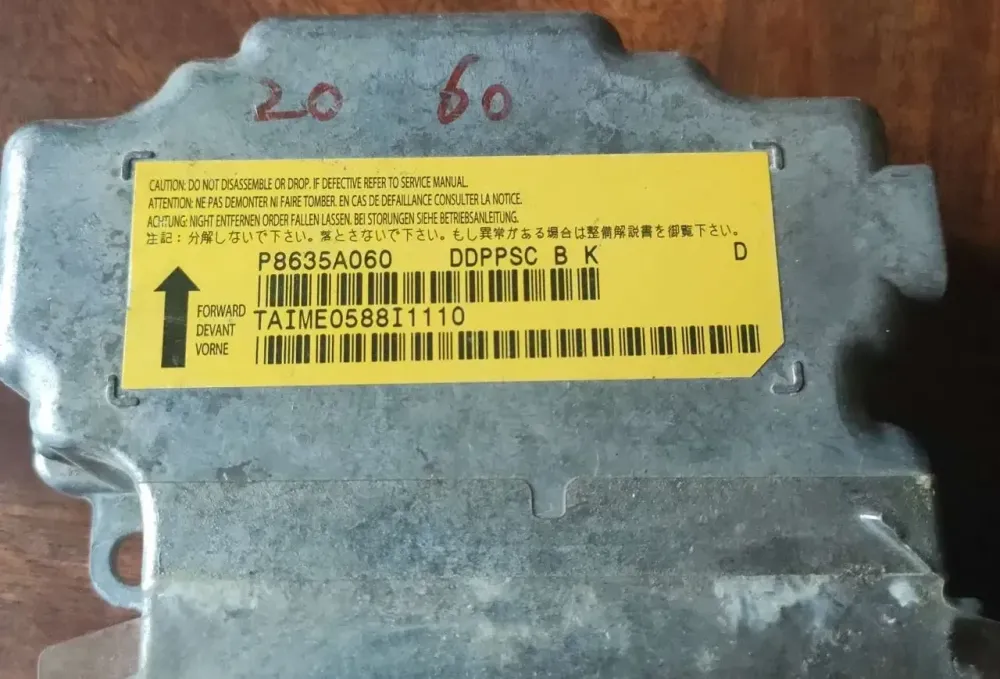 20 60
CAUTION: DO NOT DISASSEMBLE OR DROP. IF DEFECTIVE REFER TO SERVICE MANUAL.
ATTENTION: NE PAS DEMONTER NI FAIRE TOMBER. EN CAS DE DEFAILLANCE CONSULTER LA NOTICE.
ACHTUNG: NIGHT ENTFERNEN ORDER FALLEN LASSEN. BEI STORUNGEN SIEHE BETRIEBSANLEITUNG.
注記：分解しないで下さい。落とさないで下さい。もし異常がある場合は整備解説書を御覧下さい。
P8635A060 DDPPSC B K D
FORWARD
DEVANT
VORNE
TAIME0588I1110